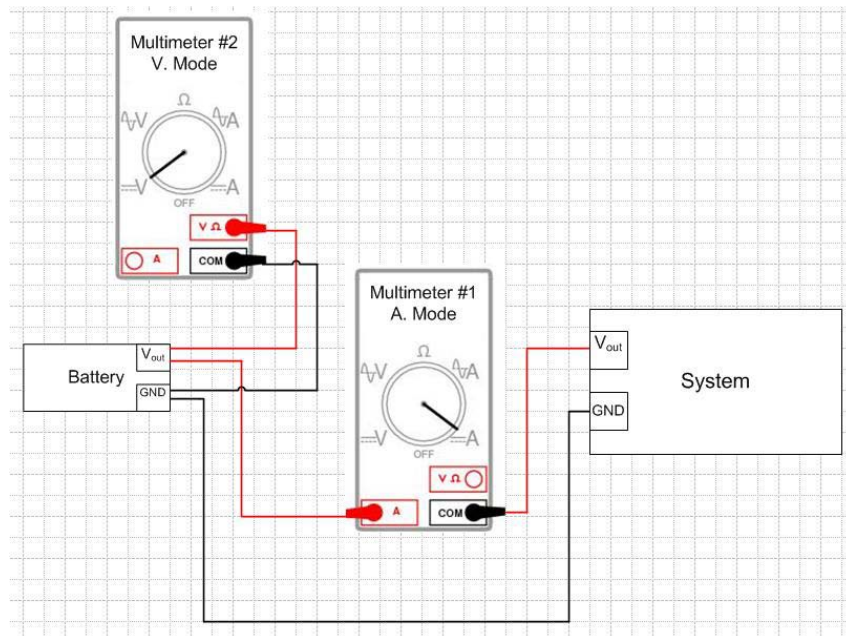 Multimeter #2
V. Mode
Ω
V
A
V
A
OFF
V Ω
A
COM
Multimeter #1
A. Mode
Ω
V
A
V
A
OFF
V Ω
A
COM
Battery
Vout
GND
Vout
GND
System